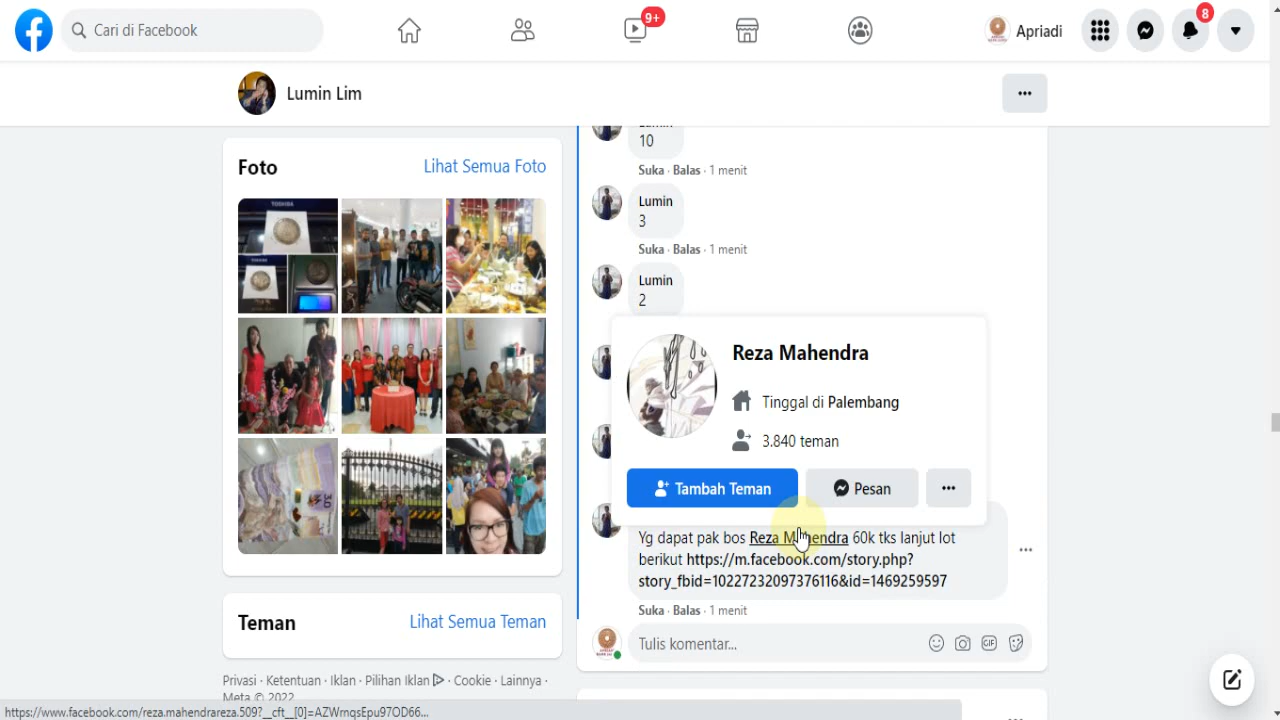 Cari di Facebook
9+
Apriadi
8
Lumin Lim
Foto
Lihat Semua Foto
TOSHIBA
Teman
Lihat Semua Teman
Privasi · Ketentuan · Iklan · Pilihan Iklan · Cookie · Lainnya ·
Meta © 2022
Lumin
10
Suka · Balas · 1 menit
Lumin
3
Suka · Balas · 1 menit
Lumin
2
Reza Mahendra
Tinggal di Palembang
3.840 teman
Tambah Teman
Pesan
Yg dapat pak bos Reza Mahendra 60k tks lanjut lot
berikut https://m.facebook.com/story.php?
story_fbid=10227232097376116&id=1469259597
Suka · Balas · 1 menit
Tulis komentar...
GIF
https://www.facebook.com/reza.mahendrareza.509?__cft__[0]=AZWrnqsEpu97OD66...